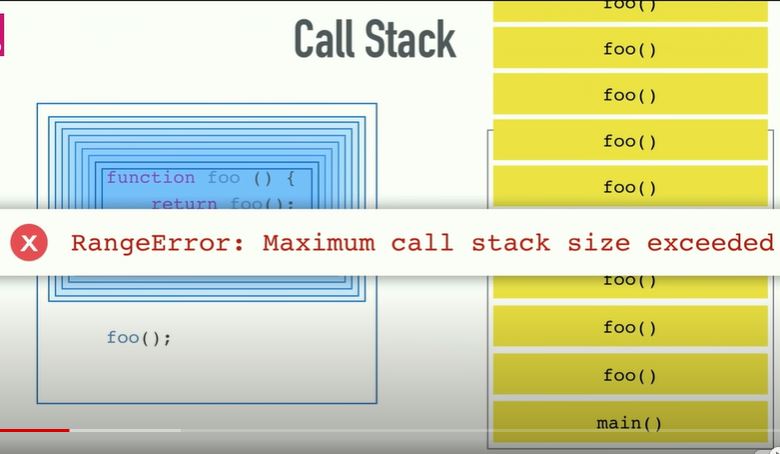 Call Stack
foo()
foo()
foo()
foo()
foo()
function foo () {
return foo();
X RangeError: Maximum call stack size exceeded
foo()
foo();
foo()
foo()
main()